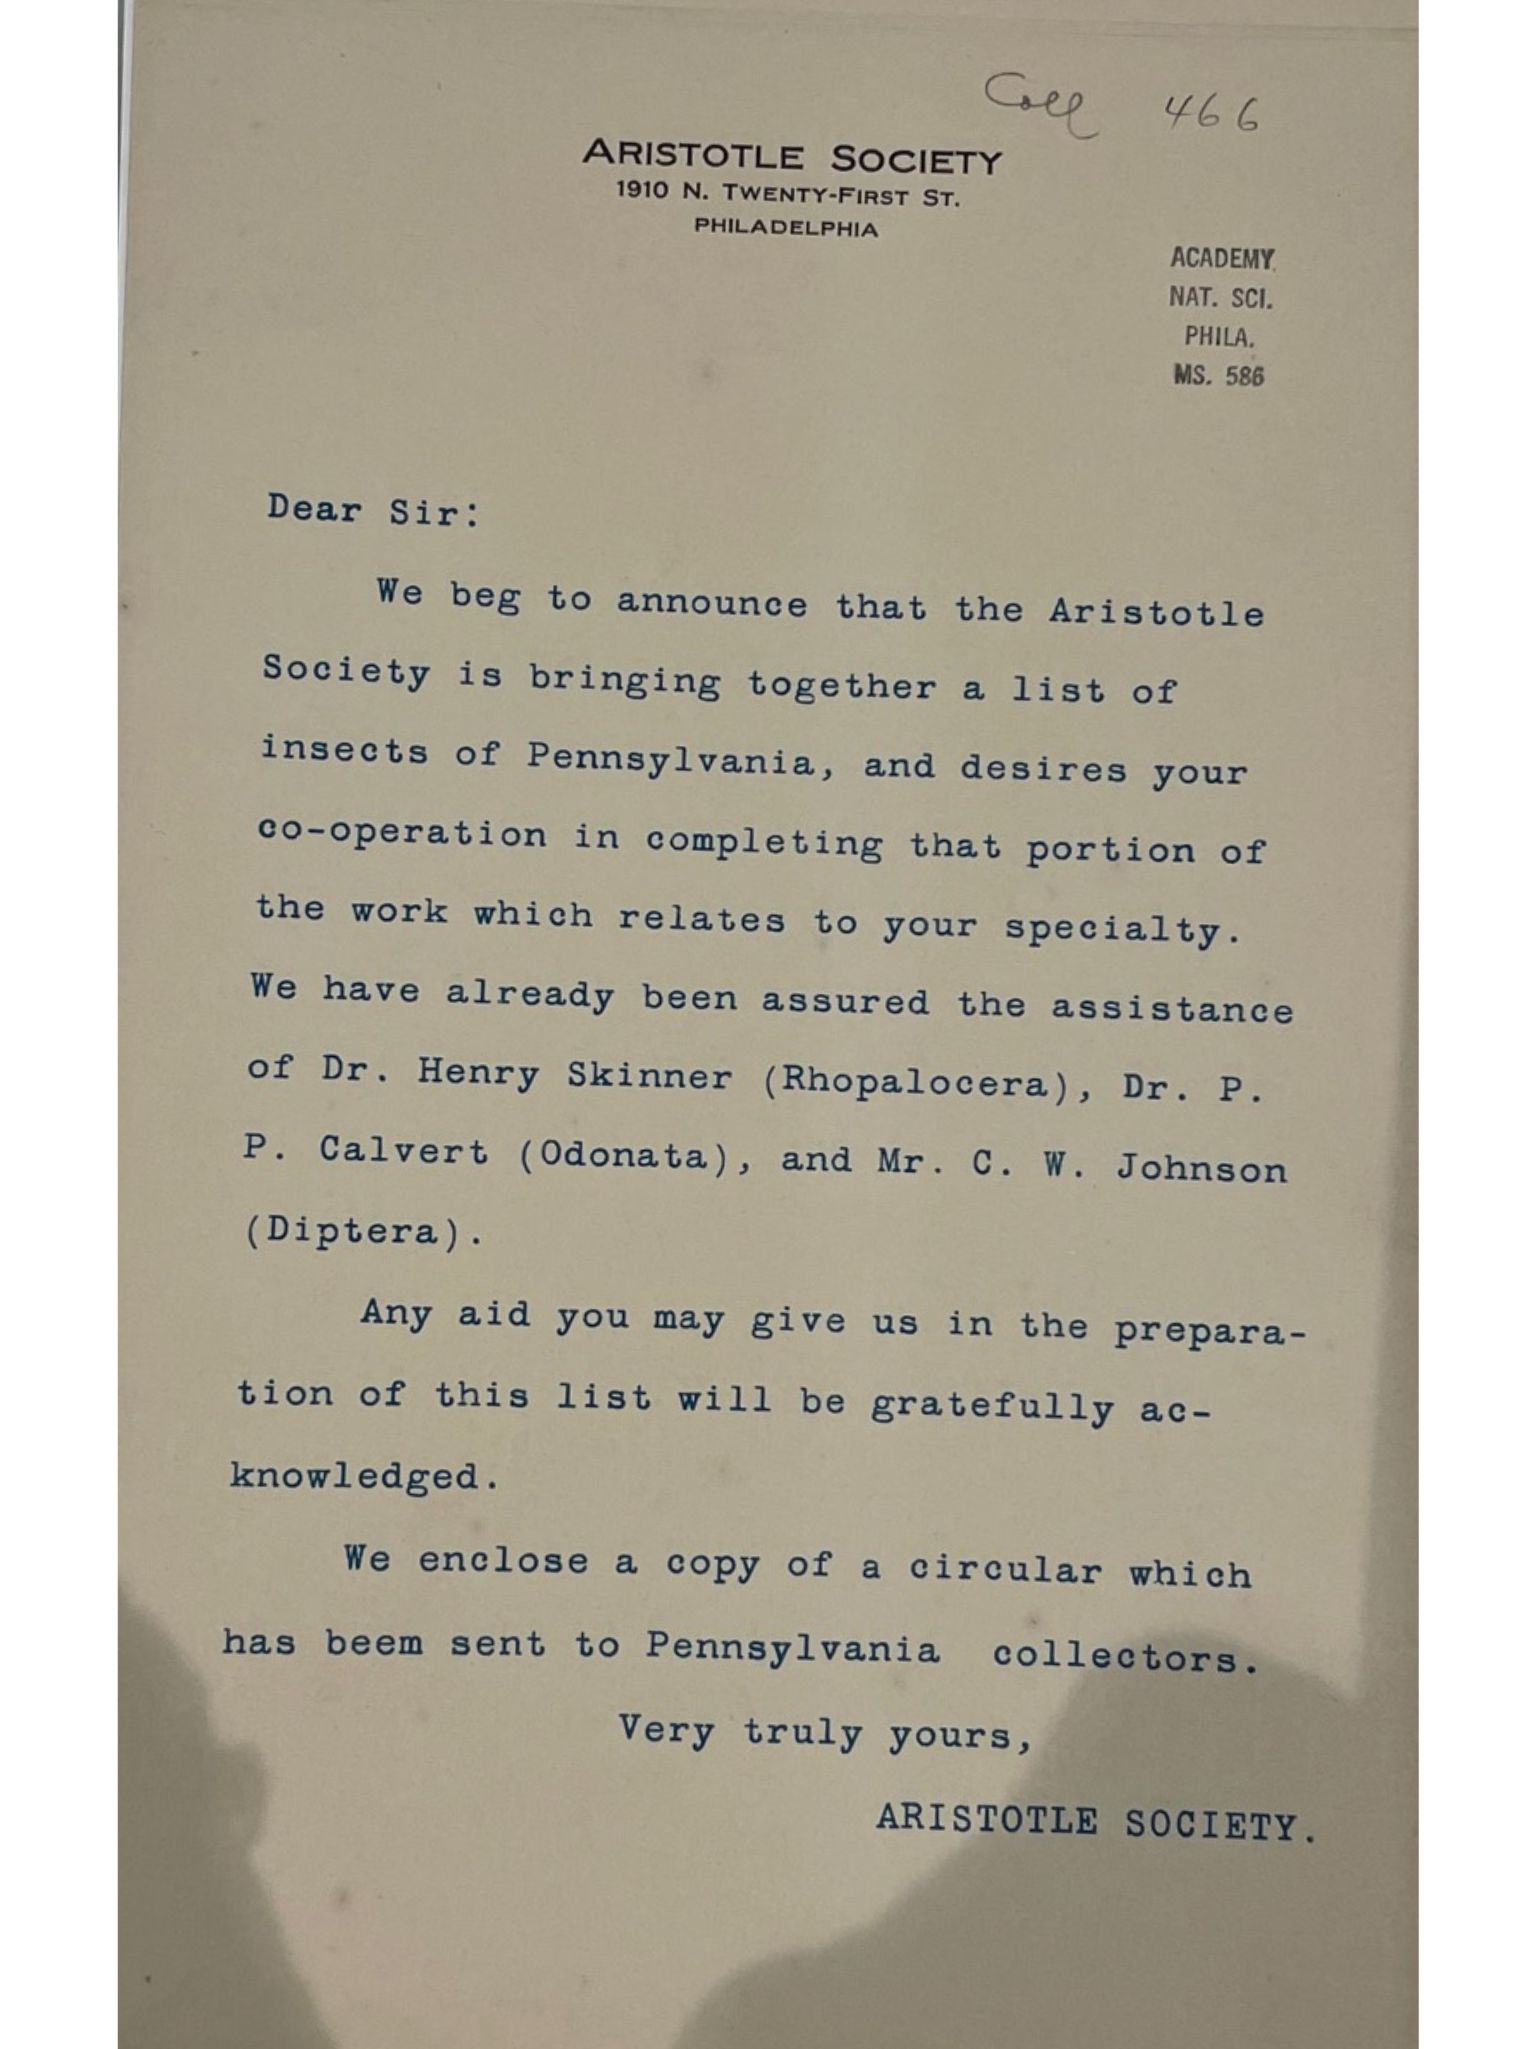 Coll 466
ARISTOTLE SOCIETY
1910 N. TWENTY-FIRST ST.
PHILADELPHIA
ACADEMY
NAT. SCI.
PHILA.
MS. 586
Dear Sir:
We beg to announce that the Aristotle
Society is bringing together a list of
insects of Pennsylvania, and desires your
co-operation in completing that portion of
the work which relates to your specialty.
We have already been assured the assistance
of Dr. Henry Skinner (Rhopalocera), Dr. P.
P. Calvert (Odonata), and Mr. C. W. Johnson
(Diptera).
Any aid you may give us in the prepara-
tion of this list will be gratefully ac-
knowledged.
We enclose a copy of a circular which
has beem sent to Pennsylvania collectors.
Very truly yours,
ARISTOTLE SOCIETY.